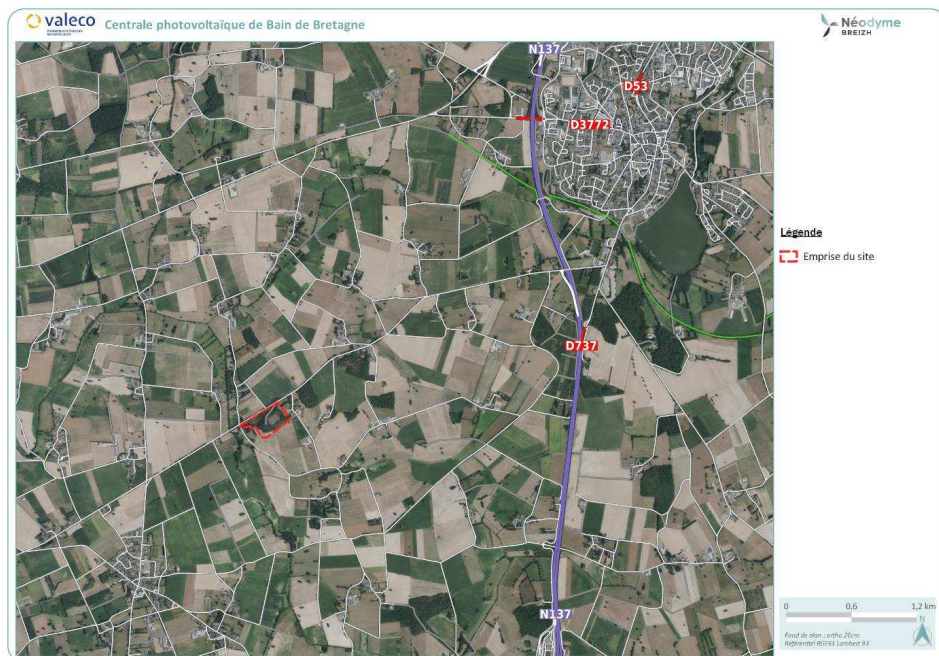 valeco
Centrale photovoltaïque de Bain de Bretagne
Néodyme
BREIZH
N137
D53
D3772
D737
N137
Légende
Emprise du site
0 0,6 1,2 km
N
Fond de plan : ortho 20cm
Référentiel RGF93 Lambert 93